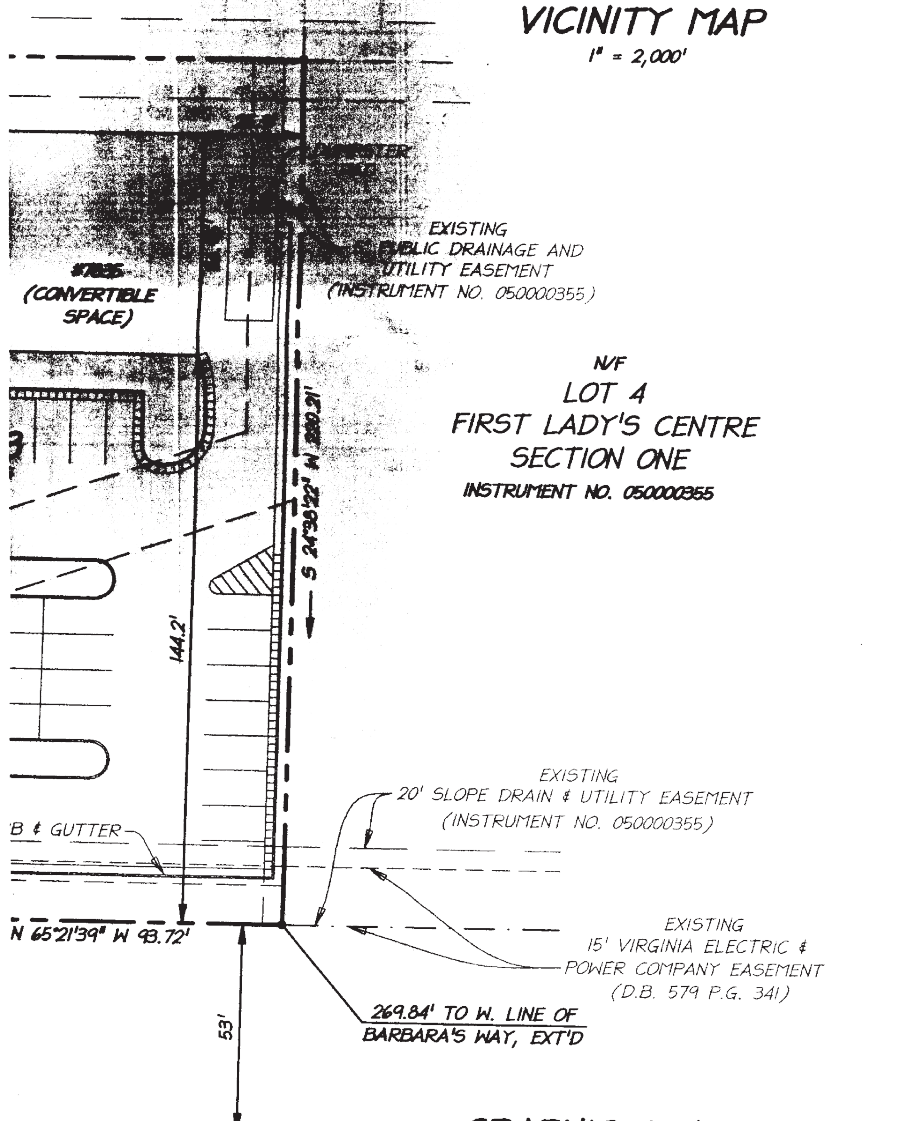 VICINITY MAP
1" = 2,000'
EXISTING
PUBLIC DRAINAGE AND
UTILITY EASEMENT
(INSTRUMENT NO. 050000355)
(CONVERTIBLE
SPACE)
N/F
LOT 4
FIRST LADY'S CENTRE
SECTION ONE
INSTRUMENT NO. 050000355
S 24°38'22" W
144.2'
EXISTING
20' SLOPE DRAIN & UTILITY EASEMENT
(INSTRUMENT NO. 050000355)
& GUTTER
N 65°21'39" W 93.72'
EXISTING
15' VIRGINIA ELECTRIC &
POWER COMPANY EASEMENT
(D.B. 579 P.G. 341)
269.84' TO W. LINE OF
BARBARA'S WAY, EXT'D
53'